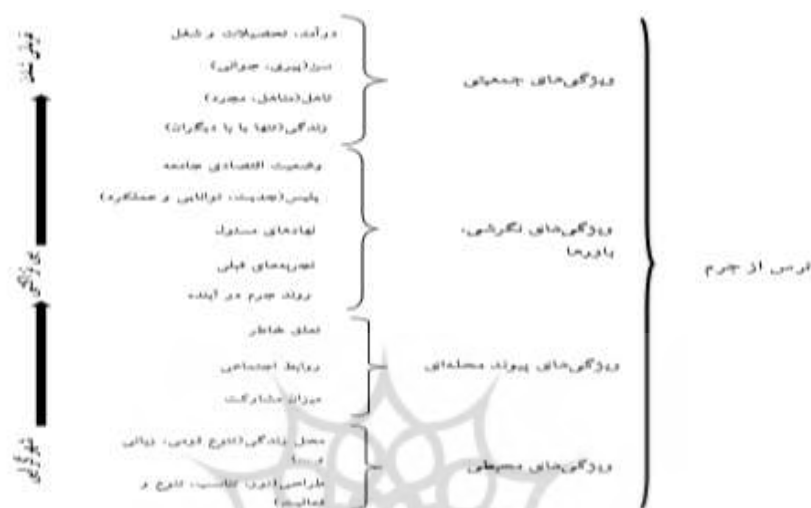 ترس از جرم
ویژگی‌های جمعیتی
درآمد، تحصیلات و شغل
سن(پیری، جوانی)
تاهل(متاهل، مجرد)
زندگی(تنها یا با دیگران)
ویژگی‌های نگرشی،
باورها
وضعیت اقتصادی جامعه
پلیس(جدیت، توانایی و عملکرد)
نهادهای مسئول
تجربه‌های قبلی
روند جرم در آینده
ویژگی‌های پیوند محله‌ای
تعلق خاطر
روابط اجتماعی
میزان مشارکت
ویژگی‌های محیطی
محل زندگی(تنوع قومی، زبانی
و ...)
طراحی(نور، تناسب، تنوع و
فعالیت)